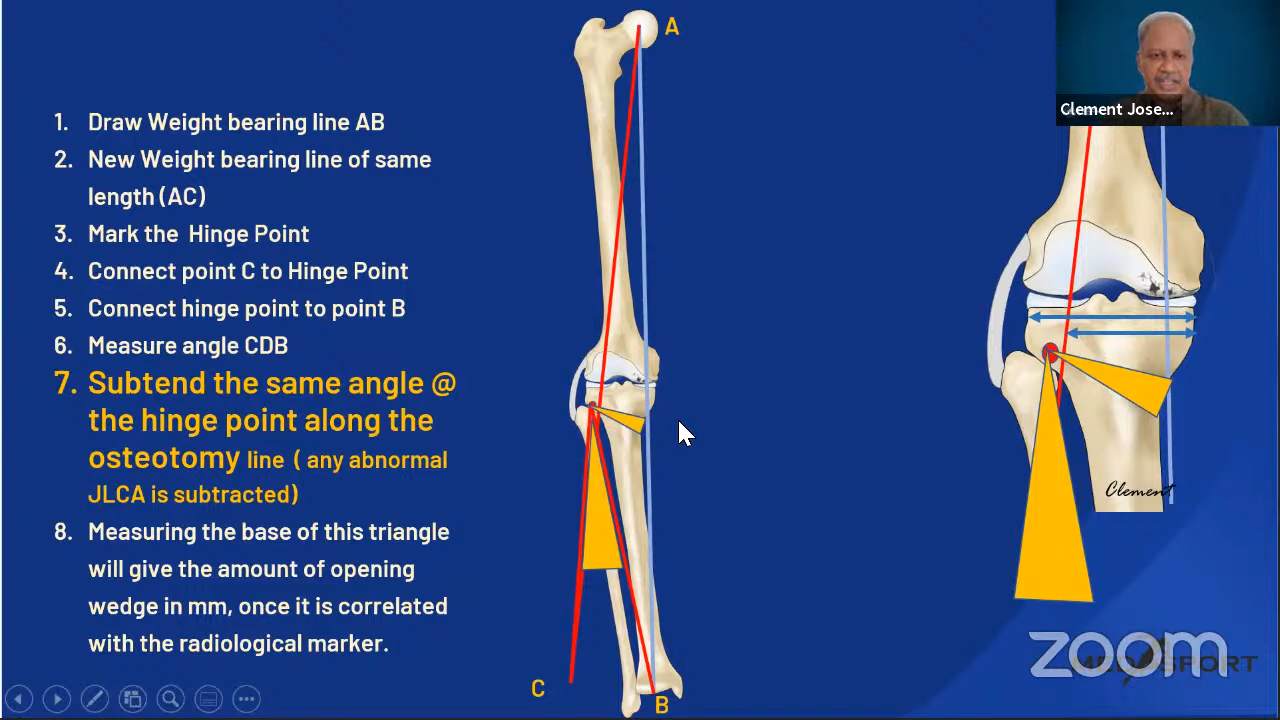 A
Clement Jose...
1. Draw Weight bearing line AB
2. New Weight bearing line of same
length (AC)
3. Mark the Hinge Point
4. Connect point C to Hinge Point
5. Connect hinge point to point B
6. Measure angle CDB
7. Subtend the same angle @
the hinge point along the
osteotomy line ( any abnormal
JLCA is subtracted)
8. Measuring the base of this triangle
will give the amount of opening
wedge in mm, once it is correlated
with the radiological marker.
Clement
zoom
C
B